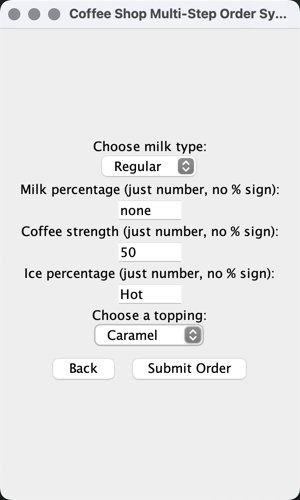 Coffee Shop Multi-Step Order Sy...
Choose milk type:
Regular
Milk percentage (just number, no % sign):
none
Coffee strength (just number, no % sign):
50
Ice percentage (just number, no % sign):
Hot
Choose a topping:
Caramel
Back Submit Order